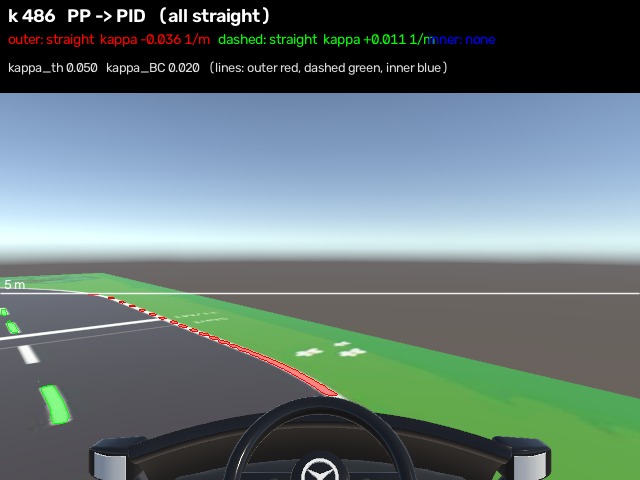 k 486 PP -> PID (all straight)
outer: straight kappa -0.036 1/m dashed: straight kappa +0.011 1/m inner: none
kappa_th 0.050 kappa_BC 0.020 (lines: outer red, dashed green, inner blue)
5 m